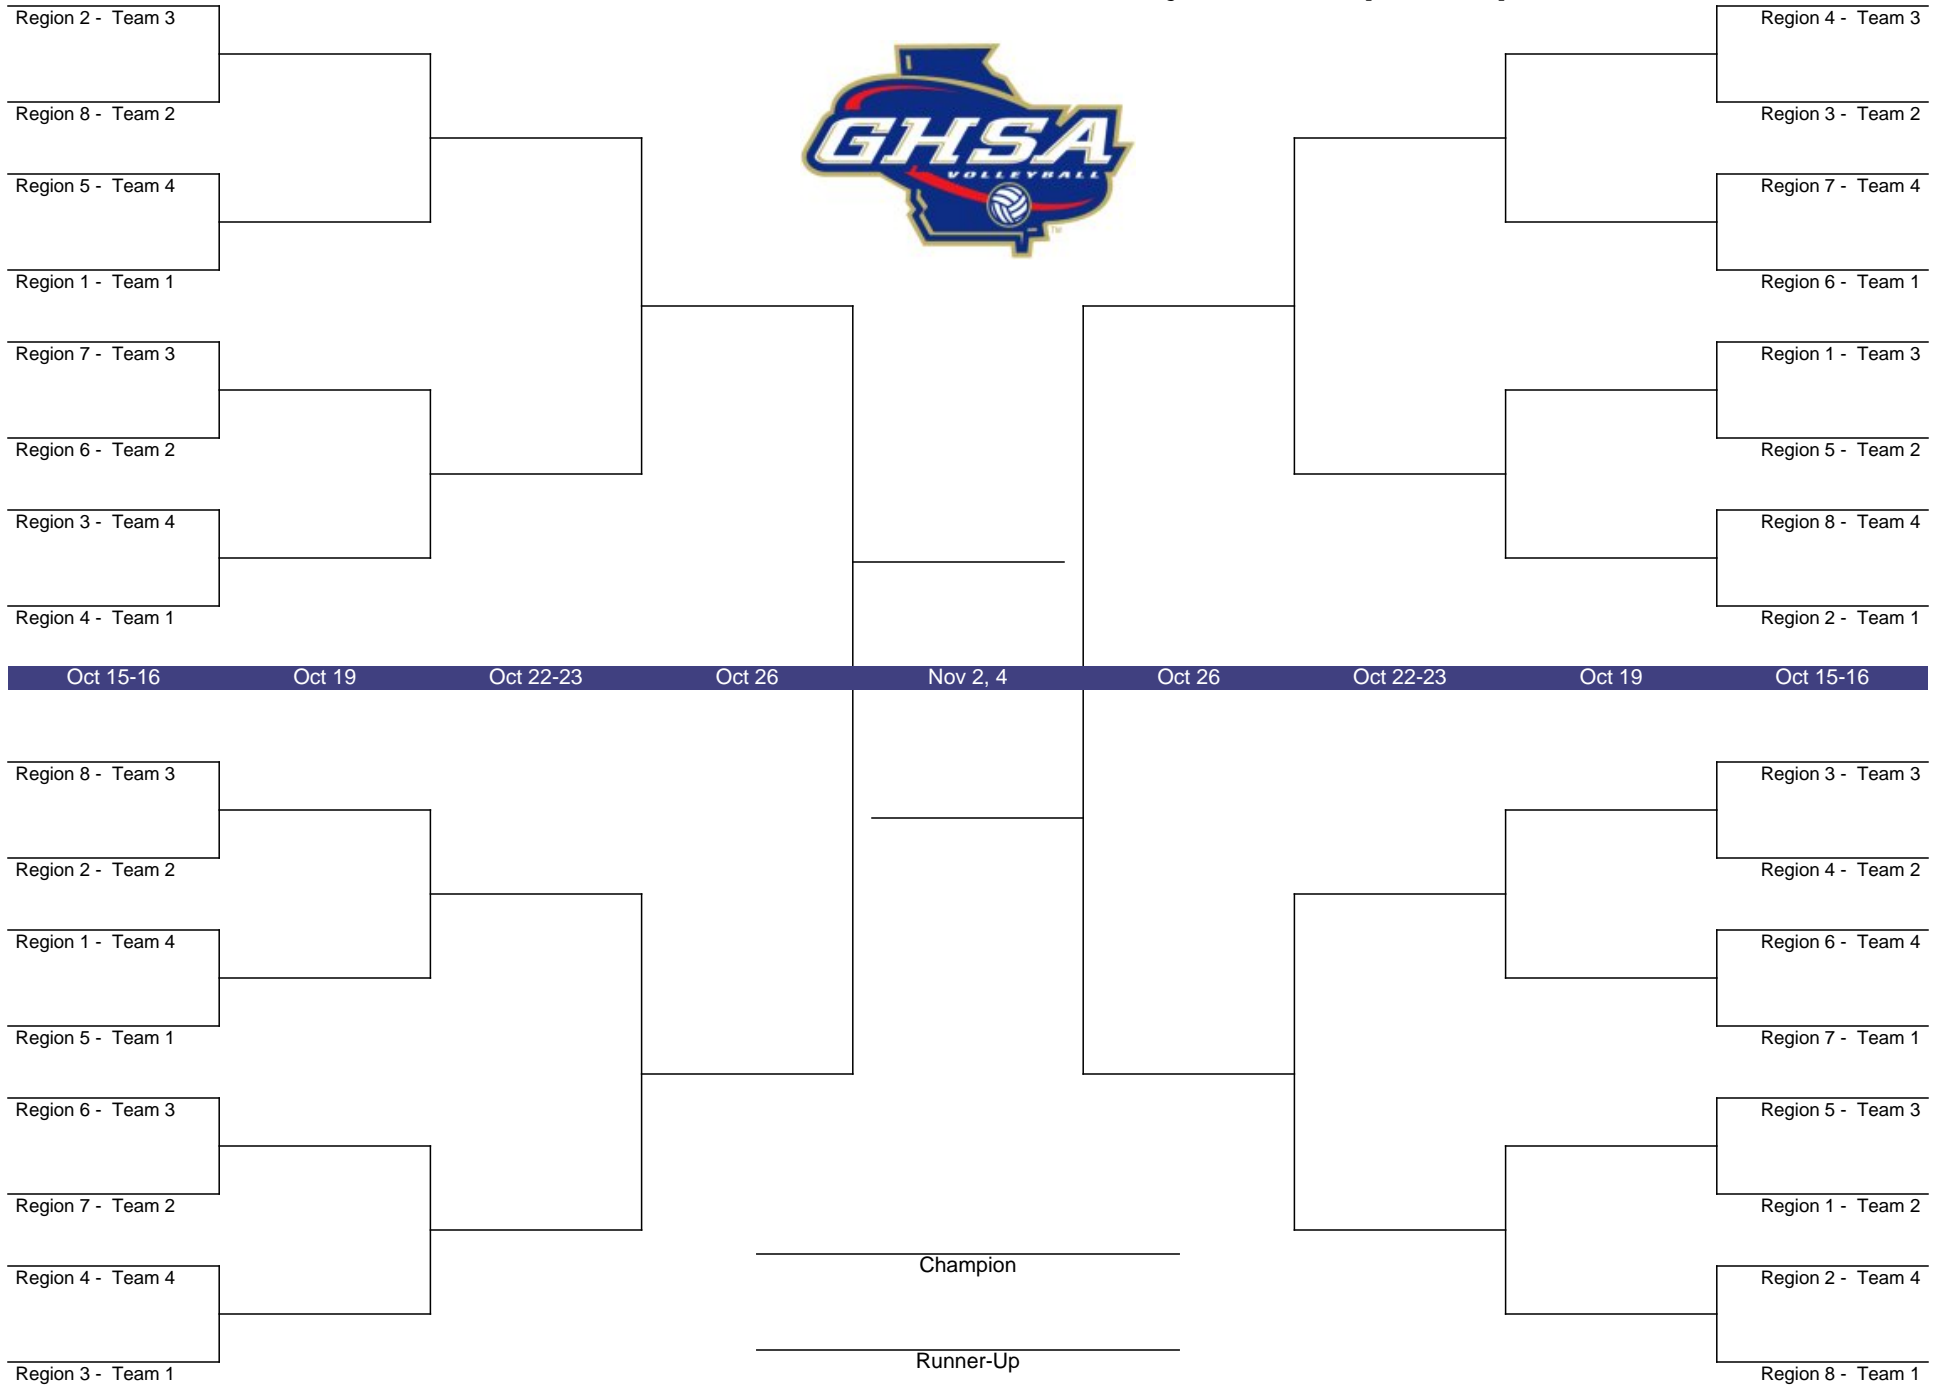 Region 2 - Team 3
Region 8 - Team 2
Region 5 - Team 4
Region 1 - Team 1
Region 7 - Team 3
Region 6 - Team 2
Region 3 - Team 4
Region 4 - Team 1
GHSA
VOLLEYBALL
TM
Region 4 - Team 3
Region 3 - Team 2
Region 7 - Team 4
Region 6 - Team 1
Region 1 - Team 3
Region 5 - Team 2
Region 8 - Team 4
Region 2 - Team 1
Oct 15-16 Oct 19 Oct 22-23 Oct 26 Nov 2, 4 Oct 26 Oct 22-23 Oct 19 Oct 15-16
Region 8 - Team 3
Region 2 - Team 2
Region 1 - Team 4
Region 5 - Team 1
Region 6 - Team 3
Region 7 - Team 2
Region 4 - Team 4
Region 3 - Team 1
Champion
Runner-Up
Region 3 - Team 3
Region 4 - Team 2
Region 6 - Team 4
Region 7 - Team 1
Region 5 - Team 3
Region 1 - Team 2
Region 2 - Team 4
Region 8 - Team 1